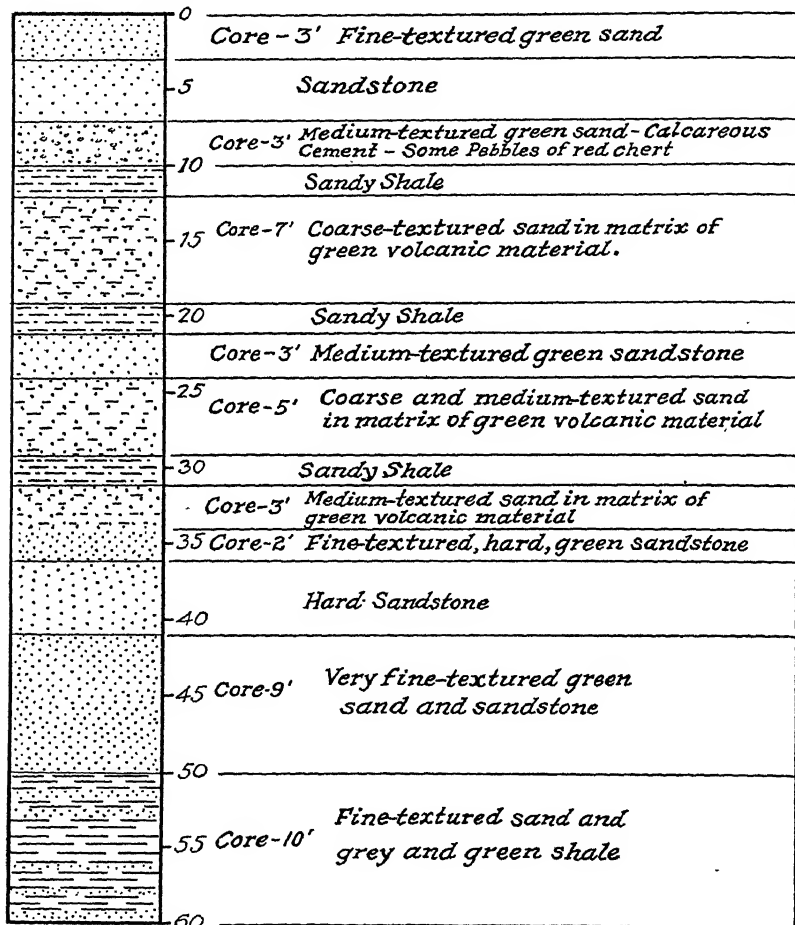 0
Core-3' Fine-textured green sand
5 Sandstone
Core-3' Medium-textured green sand-Calcareous
Cement-Some Pebbles of red chert
10
Sandy Shale
15 Core-7' Coarse-textured sand in matrix of
green volcanic material.
20 Sandy Shale
Core-3' Medium-textured green sandstone
25
Core-5' Coarse and medium-textured sand
in matrix of green volcanic material
30 Sandy Shale
Core-3' Medium-textured sand in matrix of
green volcanic material
35 Core-2' Fine-textured, hard, green sandstone
Hard Sandstone
40
45 Core-9' Very fine-textured green
sand and sandstone
50
Fine-textured sand and
55 Core-10' grey and green shale
60